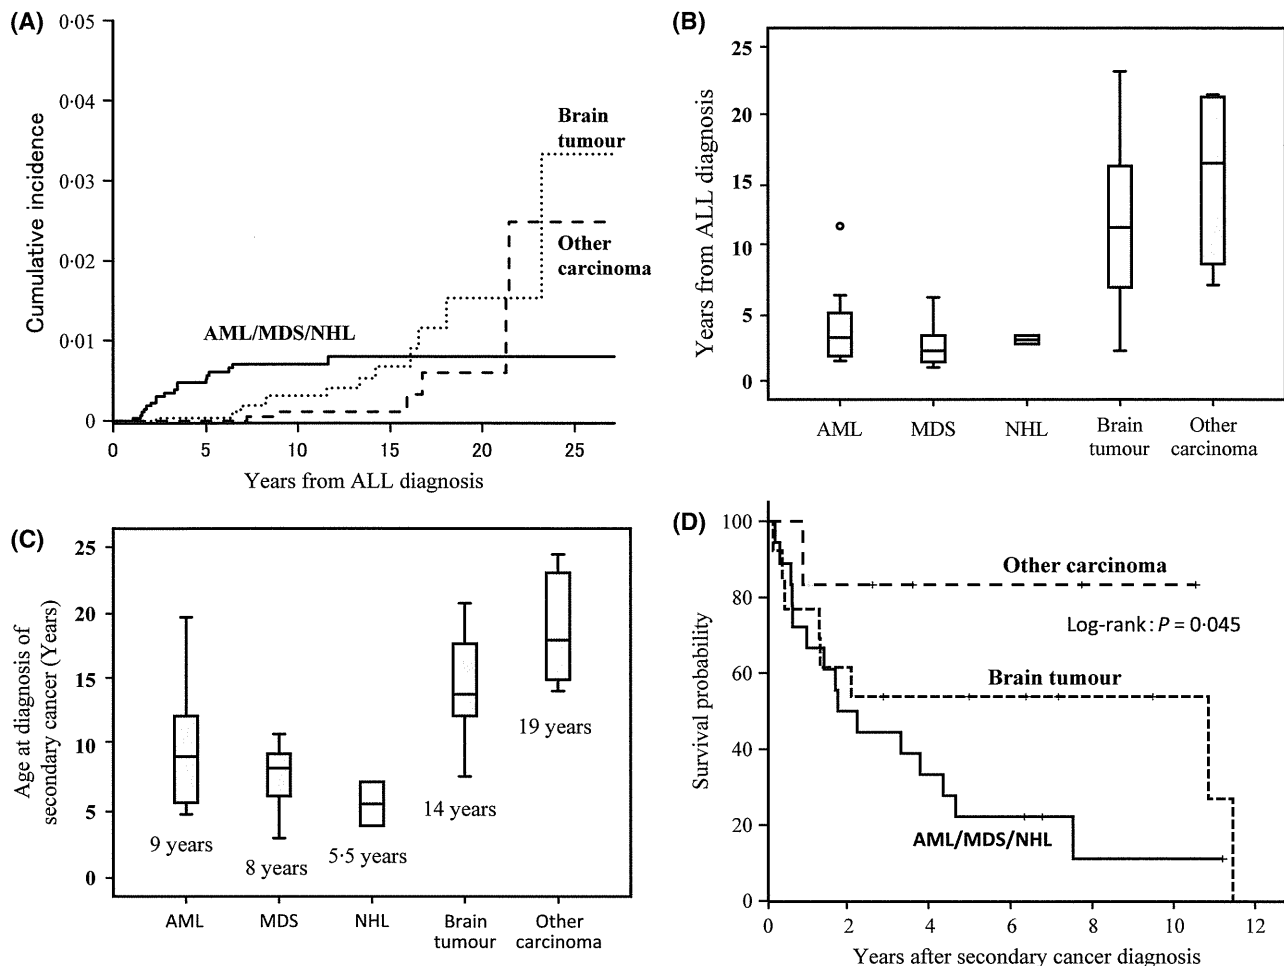 (A)
0·05
0·04
0·03
0·02
0·01
0
Cumulative incidence
Brain
tumour
Other
carcinoma
AML/MDS/NHL
0 5 10 15 20 25
Years from ALL diagnosis
(B)
25
20
15
10
5
0
Years from ALL diagnosis
AML MDS NHL Brain tumour Other carcinoma
(C)
25
20
15
10
5
0
Age at diagnosis of
secondary cancer (Years)
9 years
8 years
5·5 years
14 years
19 years
AML MDS NHL Brain tumour Other carcinoma
(D)
100
80
60
40
20
0
Survival probability
Other carcinoma
Log-rank: P = 0·045
Brain tumour
AML/MDS/NHL
0 2 4 6 8 10 12
Years after secondary cancer diagnosis